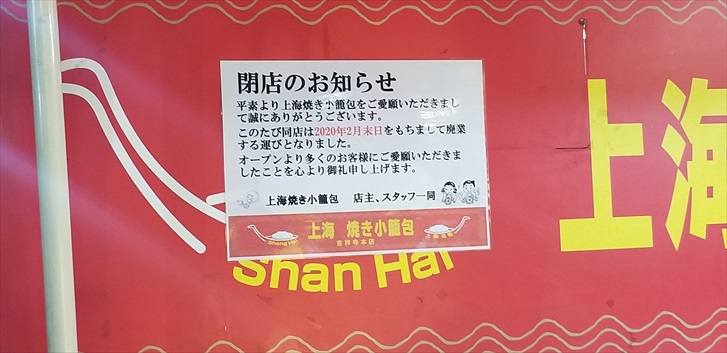 閉店のお知らせ
平素より上海焼き小籠包をご愛願いただきまし
て誠にありがとうございます。
このたび同店は2020年2月末日をもちまして廃業
する運びとなりました。
オープンより多くのお客様にご愛願いただきま
したことを心より御礼申し上げます。
上海焼き小籠包 店主、スタッフ一同
上海 焼き小籠包
吉祥寺本店
Shang Hai
Shan Hai
上海